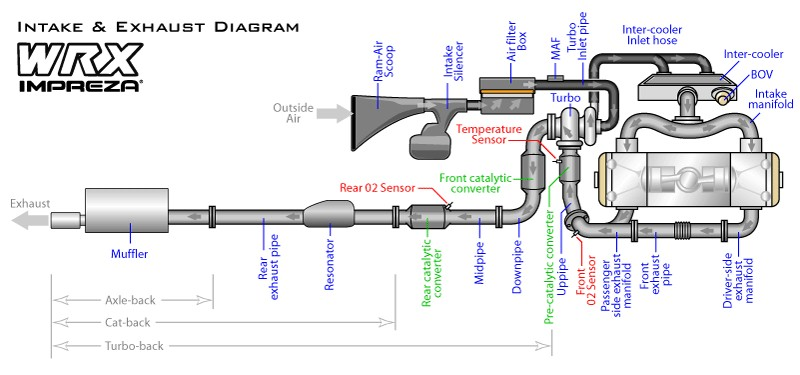 INTAKE & EXHAUST DIAGRAM
WRX
IMPREZA
Outside
Air
Ram-Air
Scoop
Intake
Silencer
Air filter
Box
MAF
Turbo
Inlet pipe
Inter-cooler
Inlet hose
Inter-cooler
BOV
Intake
manifold
Turbo
Temperature
Sensor
Front catalytic
converter
Rear 02 Sensor
Exhaust
Muffler
Rear
exhaust pipe
Resonator
Rear catalytic
converter
Midpipe
Downpipe
Pre-catalytic converter
Uppipe
Front
02 Sensor
Passenger
side exhaust
manifold
Front
exhaust
pipe
Driver-side
exhaust
manifold
Axle-back
Cat-back
Turbo-back